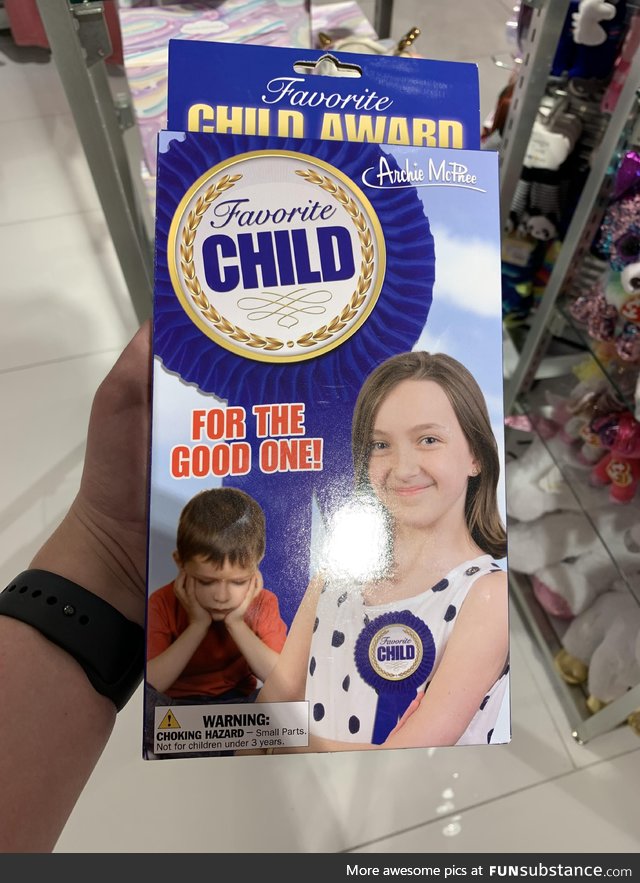 Favorite
CHILD AWARD
Archie McPhee
Favorite
CHILD
FOR THE
GOOD ONE!
Favorite
CHILD
WARNING:
CHOKING HAZARD – Small Parts.
Not for children under 3 years.
More awesome pics at FUNsubstance.com